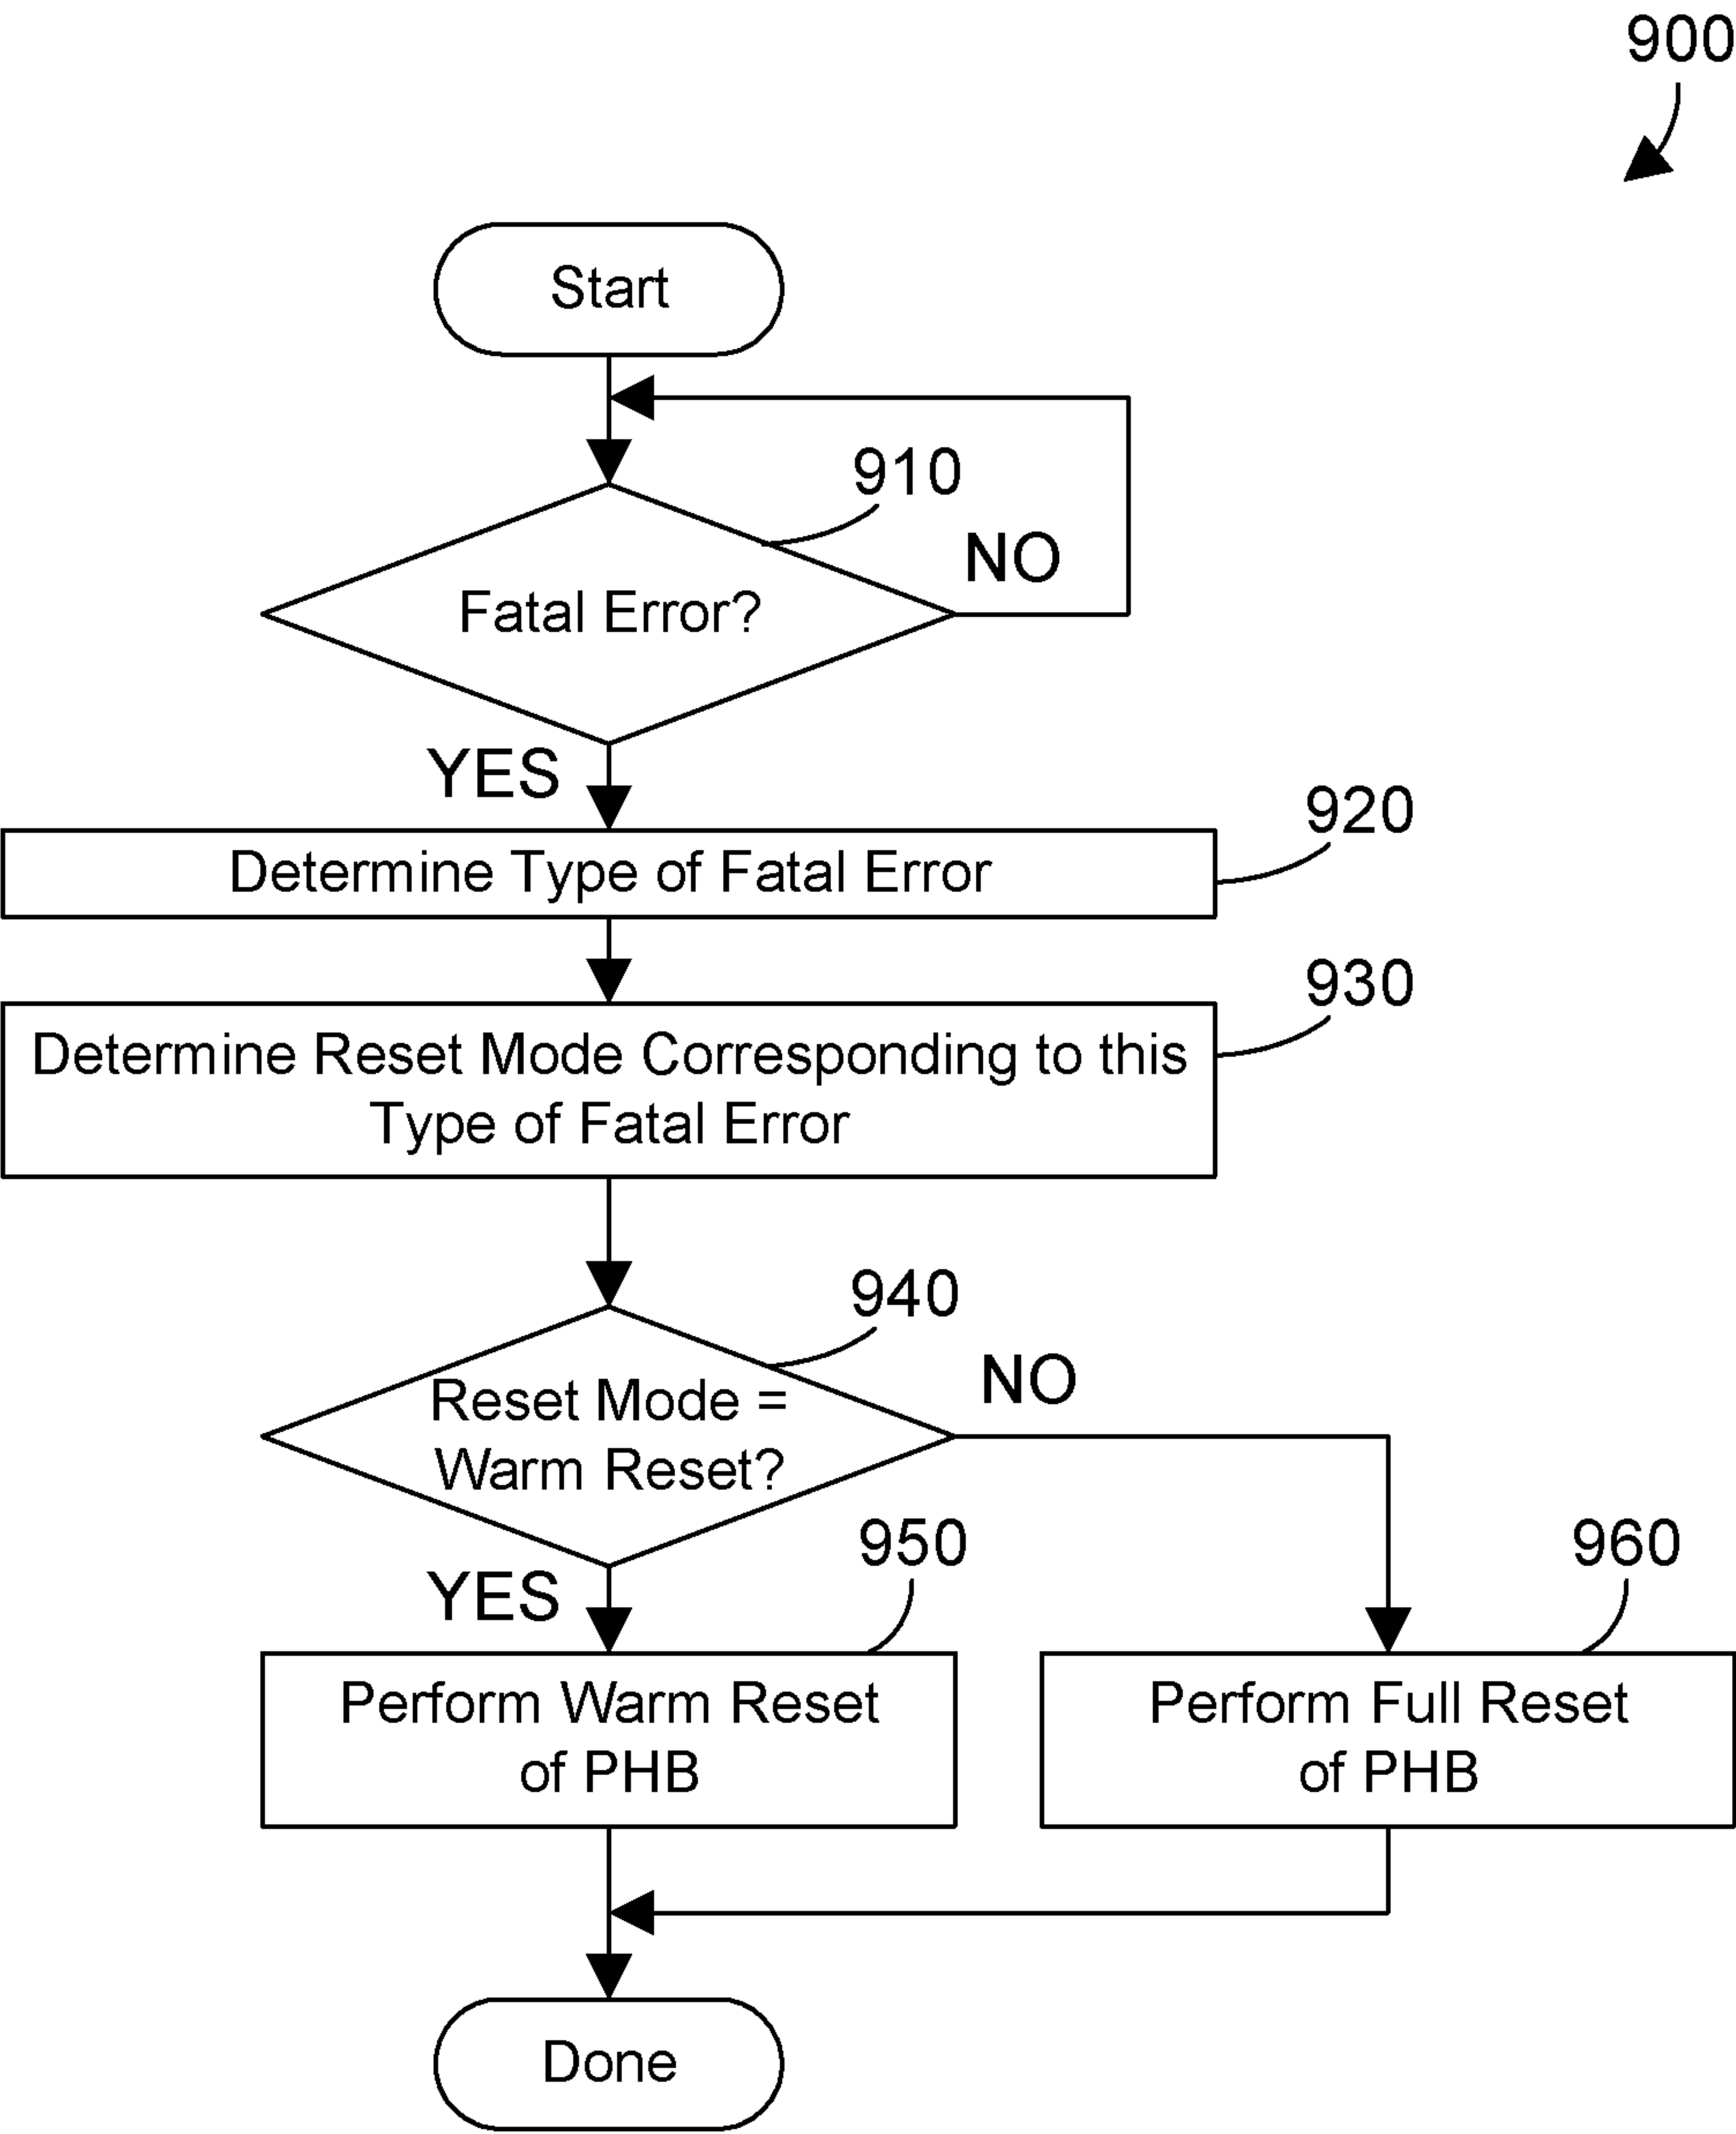 900
Start
910
NO
Fatal Error?
YES
920
Determine Type of Fatal Error
930
Determine Reset Mode Corresponding to this
Type of Fatal Error
940
NO
Reset Mode =
Warm Reset?
950
960
YES
Perform Warm Reset
of PHB
Perform Full Reset
of PHB
Done